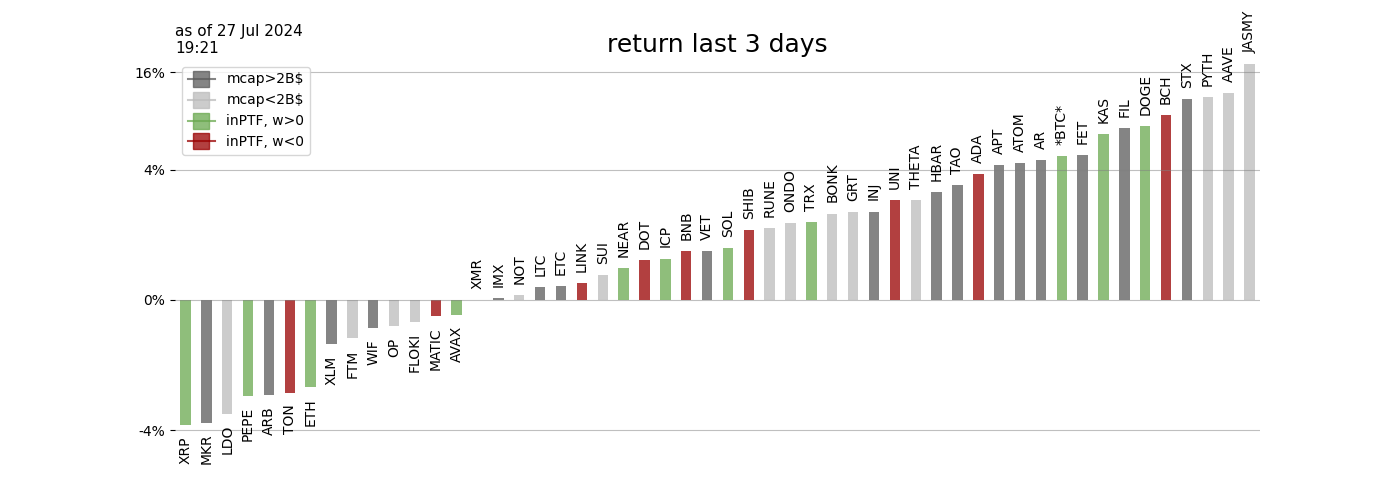 as of 27 Jul 2024
19:21
return last 3 days
mcap>2B$
mcap<2B$
inPTF, w>0
inPTF, w<0
16%
4%
0%
-4%
XRP
MKR
LDO
PEPE
ARB
TON
ETH
XLM
FTM
WIF
OP
FLOKI
MATIC
AVAX
XMR
IMX
NOT
LTC
ETC
LINK
SUI
NEAR
DOT
ICP
BNB
VET
SOL
SHIB
RUNE
ONDO
TRX
BONK
GRT
INJ
UNI
THETA
HBAR
TAO
ADA
APT
ATOM
AR
*BTC*
FET
KAS
FIL
DOGE
BCH
STX
PYTH
AAVE
JASMY